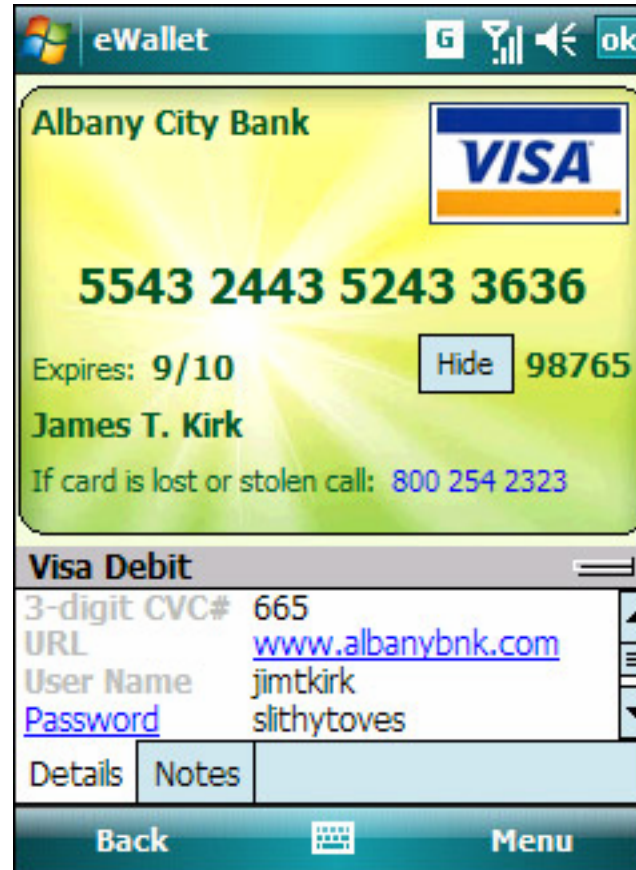 eWallet G ok
Albany City Bank
VISA
5543 2443 5243 3636
Expires: 9/10 Hide 98765
James T. Kirk
If card is lost or stolen call: 800 254 2323
Visa Debit
3-digit CVC# 665
URL www.albanybnk.com
User Name jimtkirk
Password slithytoves
Details Notes
Back Menu